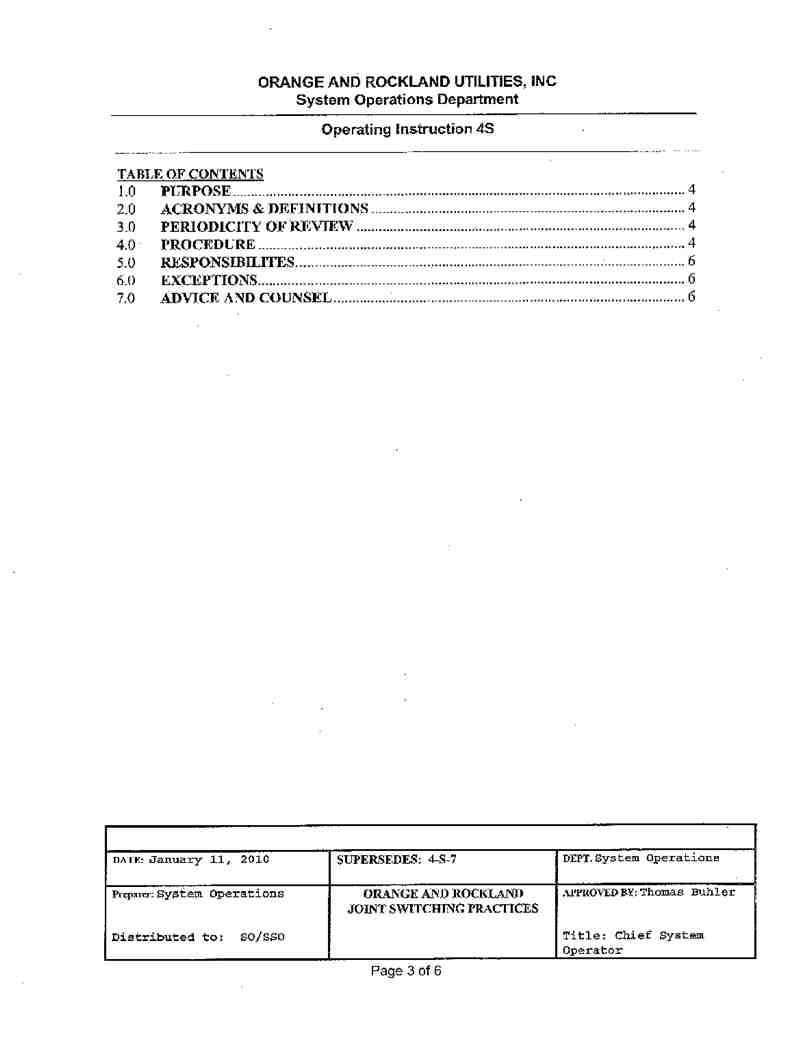 ORANGE AND ROCKLAND UTILITIES, INC
System Operations Department
Operating Instruction 4S
TABLE OF CONTENTS
1.0 PURPOSE 4
2.0 ACRONYMS & DEFINITIONS 4
3.0 PERIODICITY OF REVIEW 4
4.0 PROCEDURE 4
5.0 RESPONSIBILITES 6
6.0 EXCEPTIONS 6
7.0 ADVICE AND COUNSEL 6
DATE: January 11, 2010 SUPERSEDES: 4-S-7 DEPT. System Operations
Preparer: System Operations ORANGE AND ROCKLAND APPROVED BY: Thomas Buhler
JOINT SWITCHING PRACTICES
Distributed to: SO/SSO Title: Chief System
Operator
Page 3 of 6